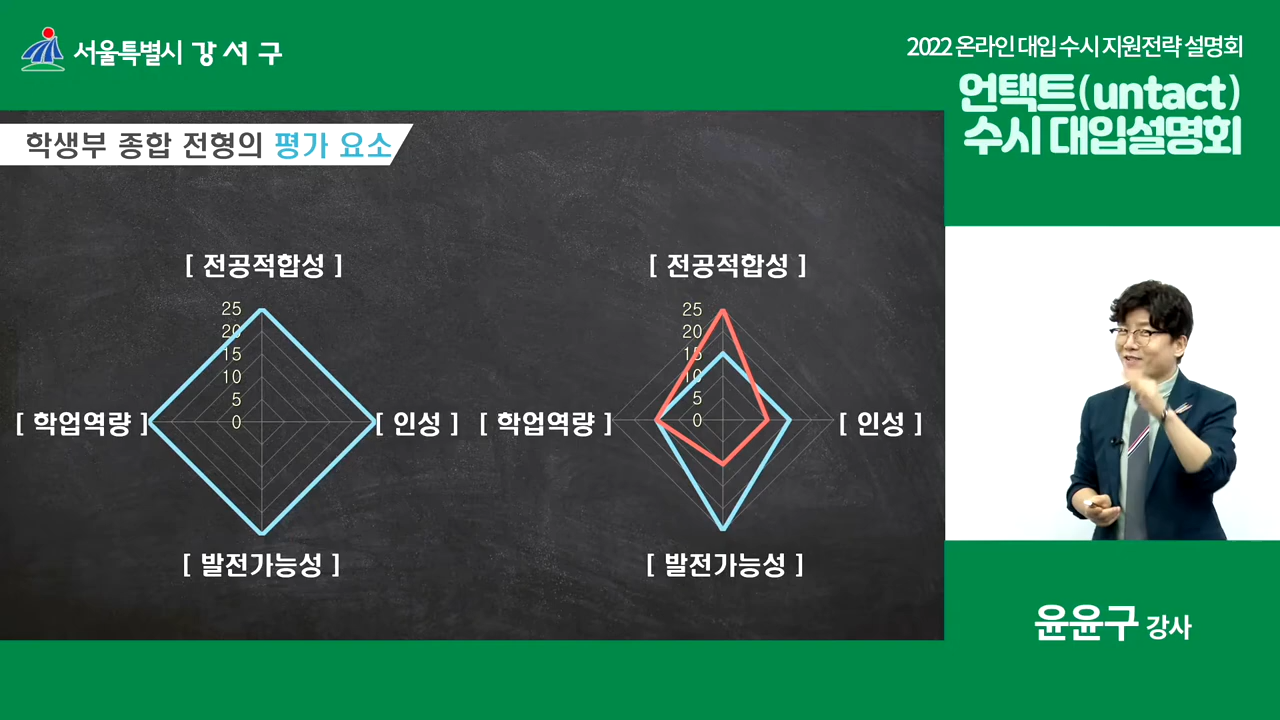 서울특별시 강서구
2022 온라인 대입 수시 지원전략 설명회
언택트(untact)
수시 대입설명회
학생부 종합 전형의 평가 요소
[ 전공적합성 ]
25
20
15
10
5
0
[ 학업역량 ]
[ 인성 ]
[ 발전가능성 ]
[ 전공적합성 ]
25
20
15
10
5
0
[ 학업역량 ]
[ 인성 ]
[ 발전가능성 ]
윤윤구 강사